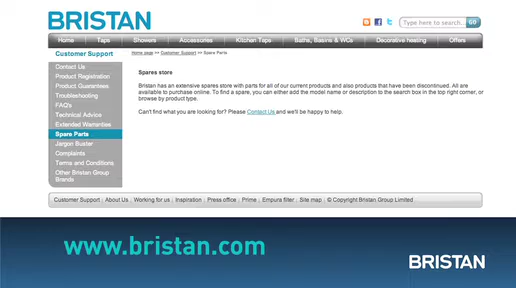 BRISTAN
Type here to search... GO
Home Taps Showers Accessories Kitchen Taps Baths, Basins & WCs Decorative heating Offers
Customer Support
Home page >> Customer Support >> Spare Parts
Contact Us
Product Registration
Product Guarantees
Troubleshooting
FAQ's
Technical Advice
Extended Warranties
Spare Parts
Jargon Buster
Complaints
Terms and Conditions
Other Bristan Group
Brands
Spares store
Bristan has an extensive spares store with parts for all of our current products and also products that have been discontinued. All are
available to purchase online. To find a spare, you can either add the model name or description to the search box in the top right corner, or
browse by product type.
Can't find what you are looking for? Please Contact Us and we'll be happy to help.
Customer Support | About Us | Working for us | Inspiration | Press office | Prime | Empura filter | Site map | © Copyright Bristan Group Limited
www.bristan.com
BRISTAN